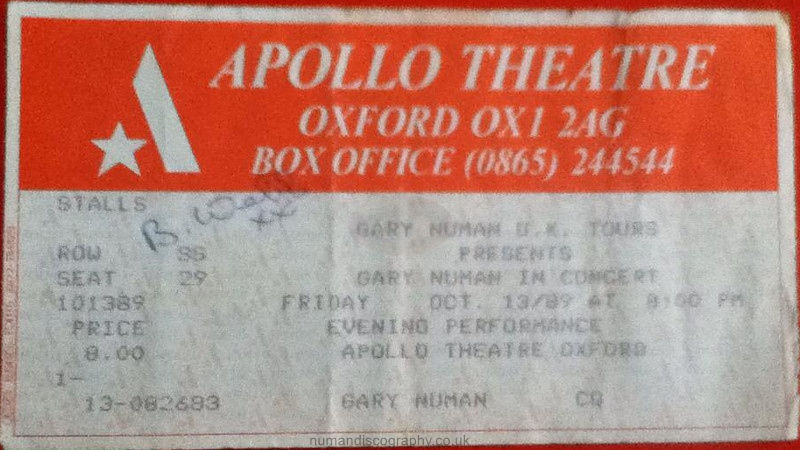 APOLLO THEATRE
OXFORD OX1 2AG
BOX OFFICE (0865) 244544
STALLS
B.
xx
GARY NUMAN U.K. TOURS
ROW SS PRESENTS
SEAT 29 GARY NUMAN IN CONCERT
101389 FRIDAY OCT. 13/89 AT 8:00 PM
PRICE EVENING PERFORMANCE
8.00 APOLLO THEATRE OXFORD
1-
13-082683 GARY NUMAN CQ
numandiscography.co.uk